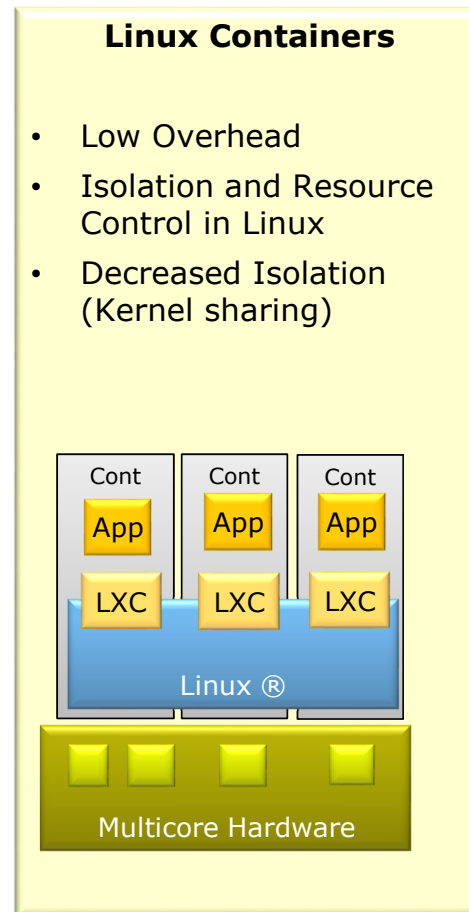 Linux Containers
• Low Overhead
• Isolation and Resource
Control in Linux
• Decreased Isolation
(Kernel sharing)
Cont Cont Cont
App App App
LXC LXC LXC
Linux ®
Multicore Hardware